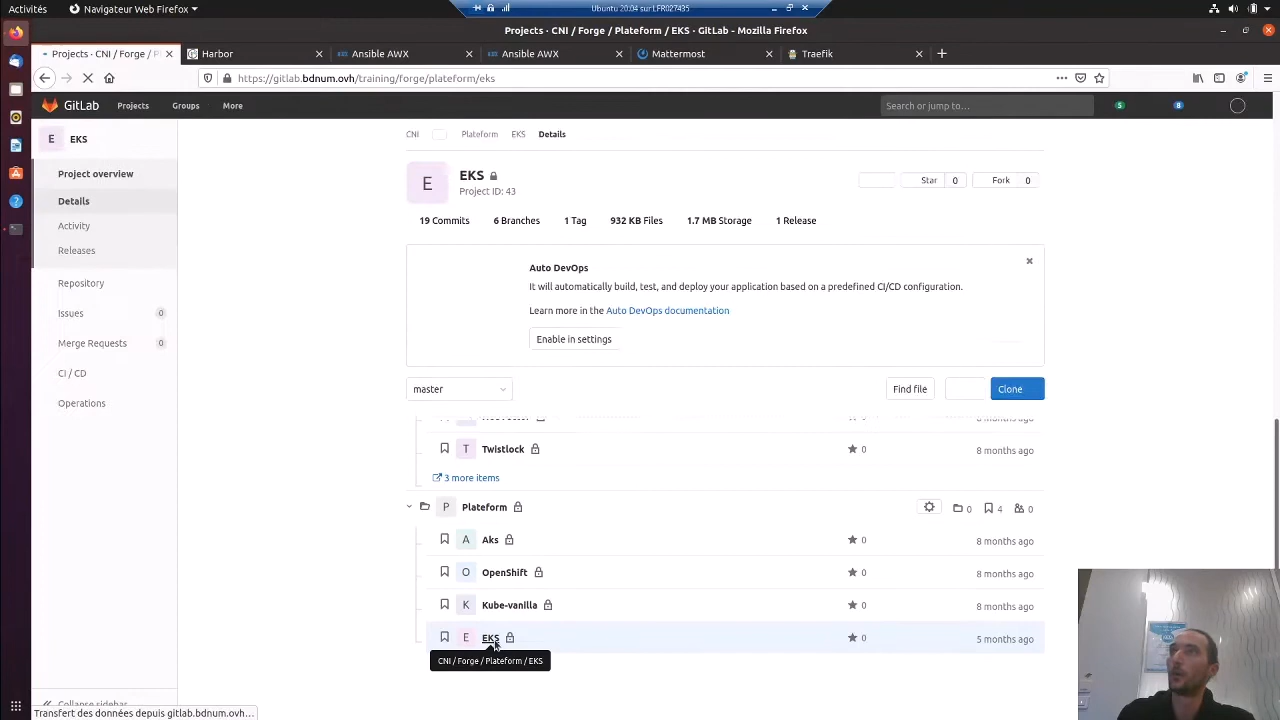 Activités
Navigateur Web Firefox
Ubuntu 20:04 sur LFR027435
Projects · CNI / Forge / Plateform / EKS · GitLab - Mozilla Firefox
Projects · CNI / Forge / P
Harbor
Ansible AWX
Ansible AWX
Mattermost
Traefik
https://gitlab.bdnum.ovh/training/forge/plateform/eks
GitLab
Projects
Groups
More
Search or jump to…
5
8
E
EKS
Project overview
Details
Activity
Releases
Repository
Issues 0
Merge Requests 0
CI / CD
Operations
Collapse sidebar
CNI
Plateform
EKS
Details
E
EKS
Project ID: 43
Star 0
Fork 0
19 Commits
6 Branches
1 Tag
932 KB Files
1.7 MB Storage
1 Release
Auto DevOps
It will automatically build, test, and deploy your application based on a predefined CI/CD configuration.
Learn more in the Auto DevOps documentation
Enable in settings
master
Find file
Clone
0 8 months ago
T Twistlock 0 8 months ago
3 more items
P Plateform 0 4 0
A Aks 0 8 months ago
O OpenShift 0 8 months ago
K Kube-vanilla 0 8 months ago
E EKS 0 5 months ago
CNI / Forge / Plateform / EKS
Transfert des données depuis gitlab.bdnum.ovh…